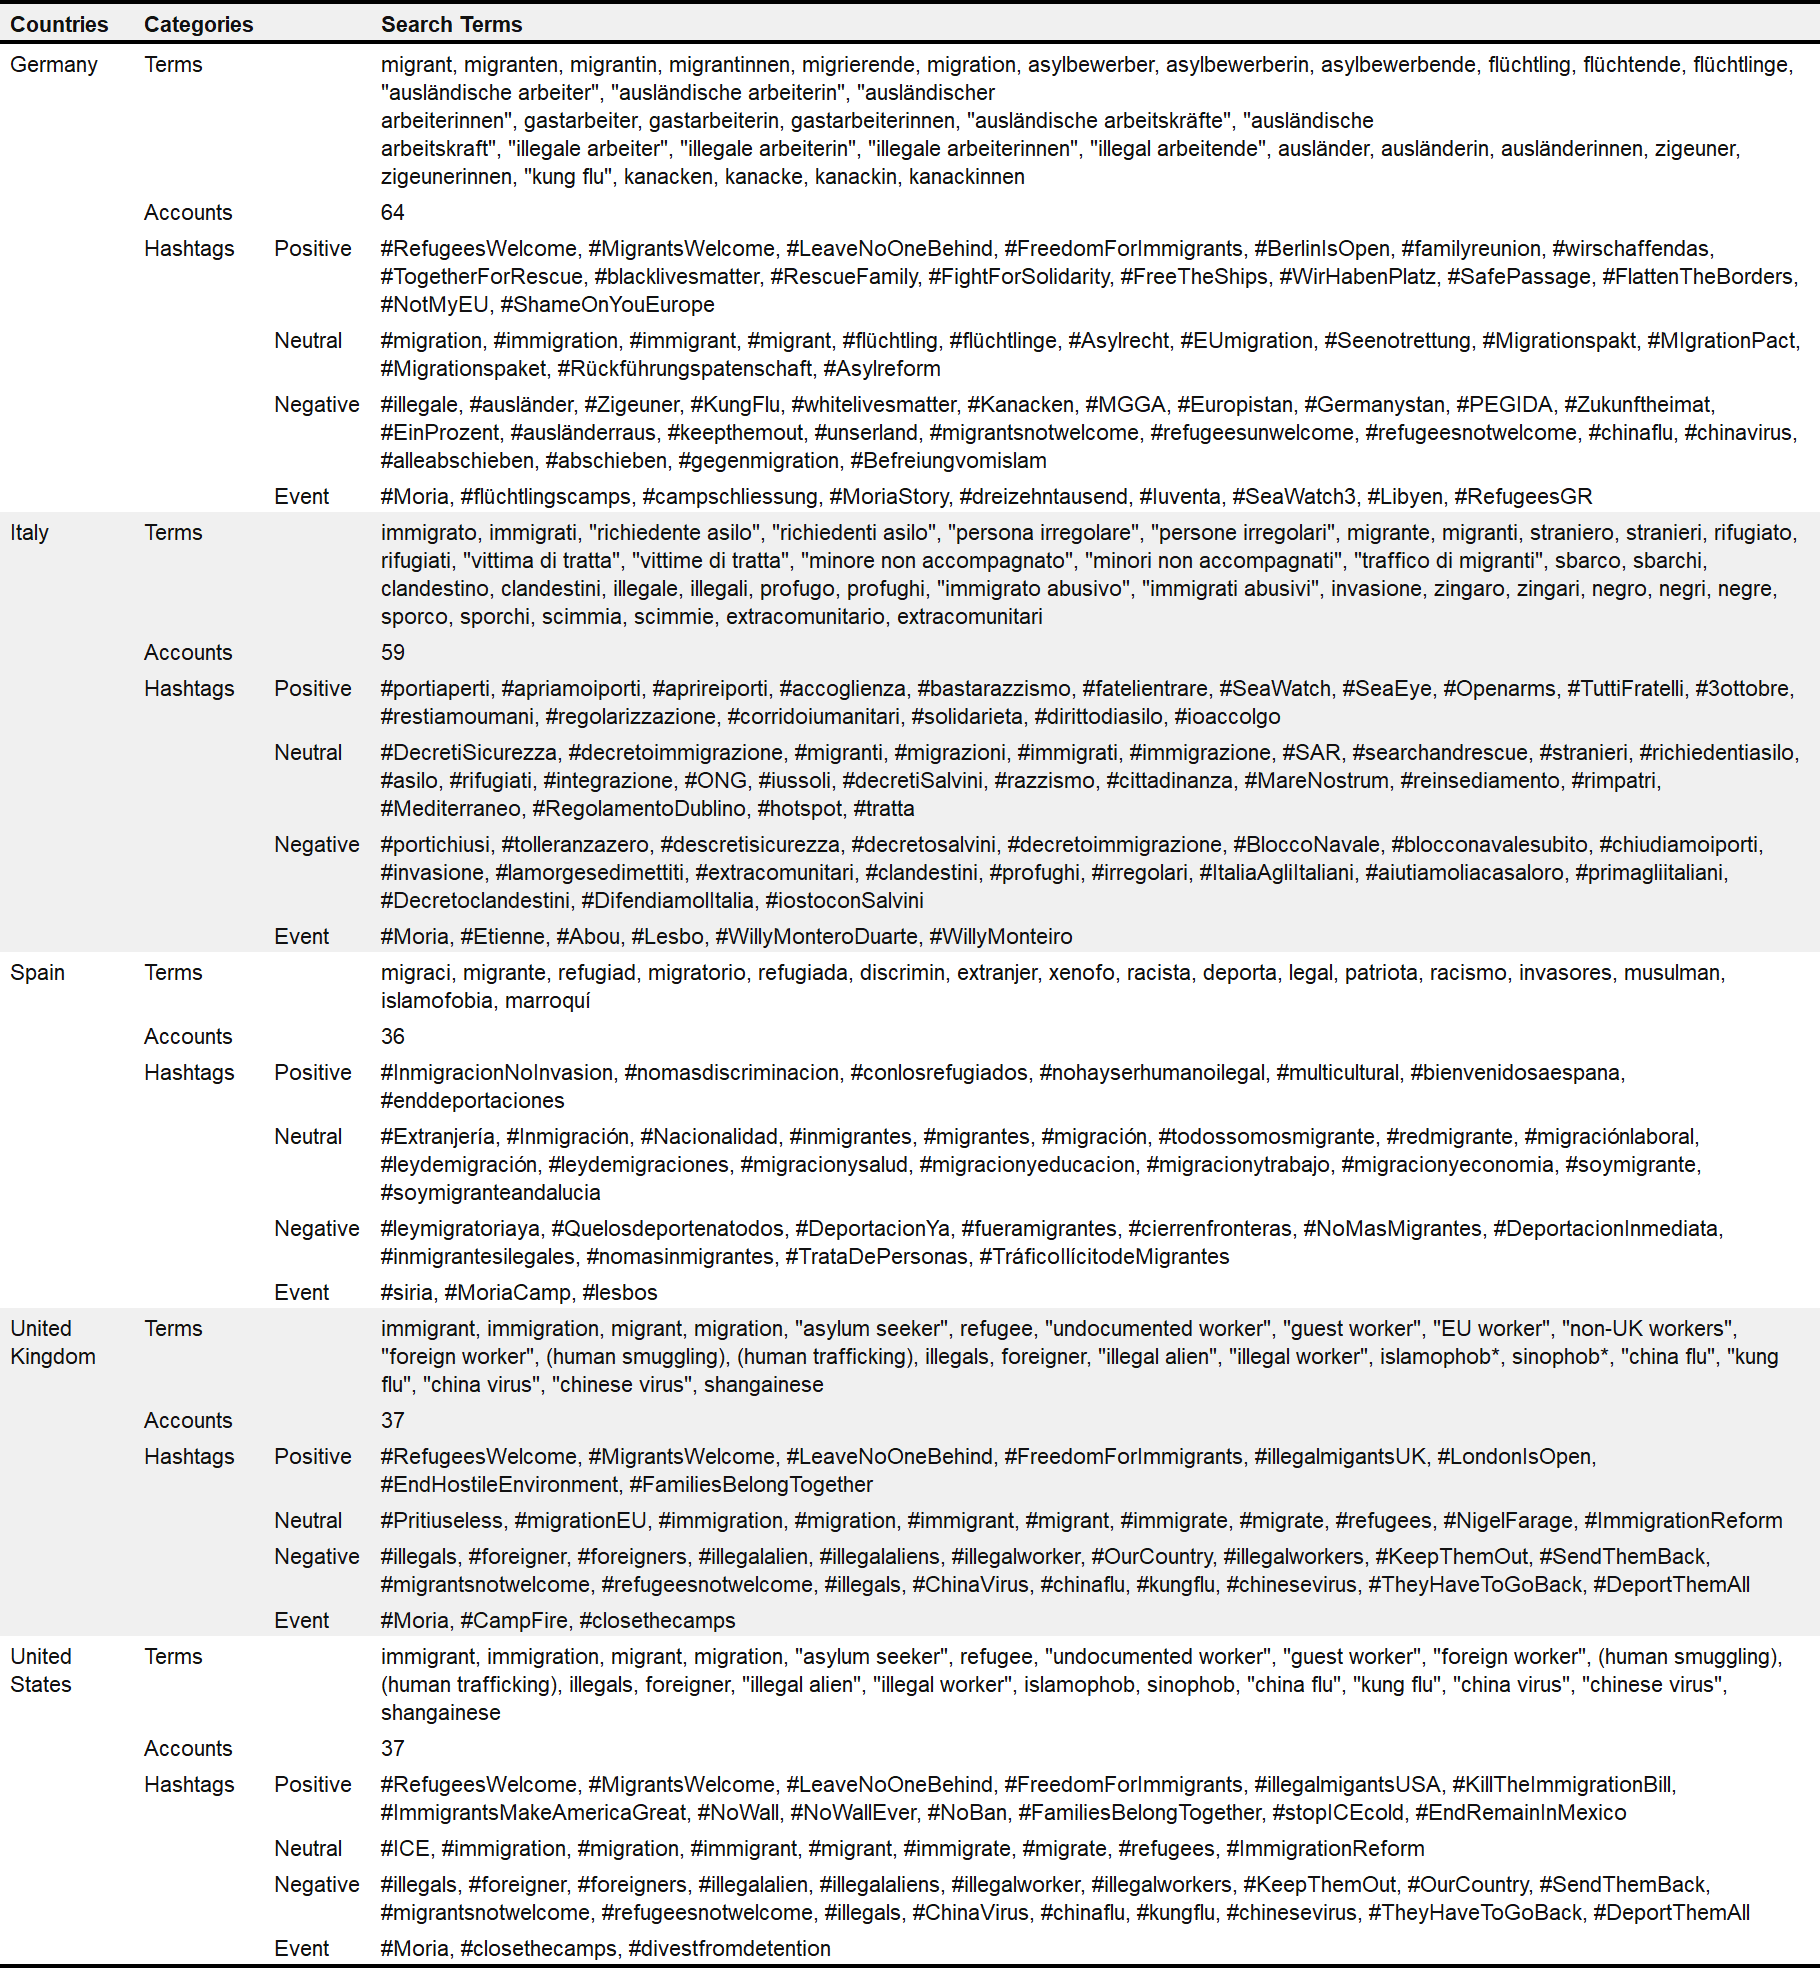 Countries Categories Search Terms
Germany Terms migrant, migranten, migrantin, migrantinnen, migrierende, migration, asylbewerber, asylbewerberin, asylbewerbende, flüchtling, flüchtende, flüchtlinge,
"ausländische arbeiter", "ausländische arbeiterin", "ausländischer
arbeiterinnen", gastarbeiter, gastarbeiterin, gastarbeiterinnen, "ausländische arbeitskräfte", "ausländische
arbeitskraft", "illegale arbeiter", "illegale arbeiterin", "illegale arbeiterinnen", "illegal arbeitende", ausländer, ausländerin, ausländerinnen, zigeuner,
zigeunerinnen, "kung flu", kanacken, kanacke, kanackin, kanackinnen
Accounts 64
Hashtags Positive #RefugeesWelcome, #MigrantsWelcome, #LeaveNoOneBehind, #FreedomForImmigrants, #BerlinIsOpen, #familyreunion, #wirschaffendas,
#TogetherForRescue, #blacklivesmatter, #RescueFamily, #FightForSolidarity, #FreeTheShips, #WirHabenPlatz, #SafePassage, #FlattenTheBorders,
#NotMyEU, #ShameOnYouEurope
Neutral #migration, #immigration, #immigrant, #migrant, #flüchtling, #flüchtlinge, #Asylrecht, #EUmigration, #Seenotrettung, #Migrationspakt, #MIgrationPact,
#Migrationspaket, #Rückführungspatenschaft, #Asylreform
Negative #illegale, #ausländer, #Zigeuner, #KungFlu, #whitelivesmatter, #Kanacken, #MGGA, #Europistan, #Germanystan, #PEGIDA, #Zukunftheimat,
#EinProzent, #ausländerraus, #keepthemout, #unserland, #migrantsnotwelcome, #refugeesunwelcome, #refugeesnotwelcome, #chinaflu, #chinavirus,
#alleabschieben, #abschieben, #gegenmigration, #Befreiungvomislam
Event #Moria, #flüchtlingscamps, #campschliessung, #MoriaStory, #dreizehntausend, #Iuventa, #SeaWatch3, #Libyen, #RefugeesGR
Italy Terms immigrato, immigrati, "richiedente asilo", "richiedenti asilo", "persona irregolare", "persone irregolari", migrante, migranti, straniero, stranieri, rifugiato,
rifugiati, "vittima di tratta", "vittime di tratta", "minore non accompagnato", "minori non accompagnati", "traffico di migranti", sbarco, sbarchi,
clandestino, clandestini, illegale, illegali, profugo, profughi, "immigrato abusivo", "immigrati abusivi", invasione, zingaro, zingari, negro, negri, negre,
sporco, sporchi, scimmia, scimmie, extracomunitario, extracomunitari
Accounts 59
Hashtags Positive #portiaperti, #apriamoiporti, #aprireiporti, #accoglienza, #bastarazzismo, #fatelientrare, #SeaWatch, #SeaEye, #Openarms, #TuttiFratelli, #3ottobre,
#restiamoumani, #regolarizzazione, #corridoiumanitari, #solidarieta, #dirittodiasilo, #ioaccolgo
Neutral #DecretiSicurezza, #decretoimmigrazione, #migranti, #migrazioni, #immigrati, #immigrazione, #SAR, #searchandrescue, #stranieri, #richiedentiasilo,
#asilo, #rifugiati, #integrazione, #ONG, #iussoli, #decretiSalvini, #razzismo, #cittadinanza, #MareNostrum, #reinsediamento, #rimpatri,
#Mediterraneo, #RegolamentoDublino, #hotspot, #tratta
Negative #portichiusi, #tolleranzazero, #descretisicurezza, #decretosalvini, #decretoimmigrazione, #BloccoNavale, #blocconavalesubito, #chiudiamoiporti,
#invasione, #lamorgesedimettiti, #extracomunitari, #clandestini, #profughi, #irregolari, #ItaliaAgliItaliani, #aiutiamoliacasaloro, #primagliitaliani,
#Decretoclandestini, #DifendiamolItalia, #iostoconSalvini
Event #Moria, #Etienne, #Abou, #Lesbo, #WillyMonteroDuarte, #WillyMonteiro
Spain Terms migraci, migrante, refugiad, migratorio, refugiada, discrimin, extranjer, xenofo, racista, deporta, legal, patriota, racismo, invasores, musulman,
islamofobia, marroquí
Accounts 36
Hashtags Positive #InmigracionNoInvasion, #nomasdiscriminacion, #conlosrefugiados, #nohayserhumanoilegal, #multicultural, #bienvenidosaespana,
#enddeportaciones
Neutral #Extranjería, #Inmigración, #Nacionalidad, #inmigrantes, #migrantes, #migración, #todossomosmigrante, #redmigrante, #migraciónlaboral,
#leydemigración, #leydemigraciones, #migracionysalud, #migracionyeducacion, #migracionytrabajo, #migracionyeconomia, #soymigrante,
#soymigranteandalucia
Negative #leymigratoriaya, #Quelosdeportenatodos, #DeportacionYa, #fueramigrantes, #cierrenfronteras, #NoMasMigrantes, #DeportacionInmediata,
#inmigrantesilegales, #nomasinmigrantes, #TrataDePersonas, #TráficoIlícitodeMigrantes
Event #siria, #MoriaCamp, #lesbos
United Terms immigrant, immigration, migrant, migration, "asylum seeker", refugee, "undocumented worker", "guest worker", "EU worker", "non-UK workers",
Kingdom "foreign worker", (human smuggling), (human trafficking), illegals, foreigner, "illegal alien", "illegal worker", islamophob*, sinophob*, "china flu", "kung
flu", "china virus", "chinese virus", shangainese
Accounts 37
Hashtags Positive #RefugeesWelcome, #MigrantsWelcome, #LeaveNoOneBehind, #FreedomForImmigrants, #illegalmigantsUK, #LondonIsOpen,
#EndHostileEnvironment, #FamiliesBelongTogether
Neutral #Pritiuseless, #migrationEU, #immigration, #migration, #immigrant, #migrant, #immigrate, #migrate, #refugees, #NigelFarage, #ImmigrationReform
Negative #illegals, #foreigner, #foreigners, #illegalalien, #illegalaliens, #illegalworker, #OurCountry, #illegalworkers, #KeepThemOut, #SendThemBack,
#migrantsnotwelcome, #refugeesnotwelcome, #illegals, #ChinaVirus, #chinaflu, #kungflu, #chinesevirus, #TheyHaveToGoBack, #DeportThemAll
Event #Moria, #CampFire, #closethecamps
United Terms immigrant, immigration, migrant, migration, "asylum seeker", refugee, "undocumented worker", "guest worker", "foreign worker", (human smuggling),
States (human trafficking), illegals, foreigner, "illegal alien", "illegal worker", islamophob, sinophob, "china flu", "kung flu", "china virus", "chinese virus",
shangainese
Accounts 37
Hashtags Positive #RefugeesWelcome, #MigrantsWelcome, #LeaveNoOneBehind, #FreedomForImmigrants, #illegalmigantsUSA, #KillTheImmigrationBill,
#ImmigrantsMakeAmericaGreat, #NoWall, #NoWallEver, #NoBan, #FamiliesBelongTogether, #stopICEcold, #EndRemainInMexico
Neutral #ICE, #immigration, #migration, #immigrant, #migrant, #immigrate, #migrate, #refugees, #ImmigrationReform
Negative #illegals, #foreigner, #foreigners, #illegalalien, #illegalaliens, #illegalworker, #illegalworkers, #KeepThemOut, #OurCountry, #SendThemBack,
#migrantsnotwelcome, #refugeesnotwelcome, #illegals, #ChinaVirus, #chinaflu, #kungflu, #chinesevirus, #TheyHaveToGoBack, #DeportThemAll
Event #Moria, #closethecamps, #divestfromdetention